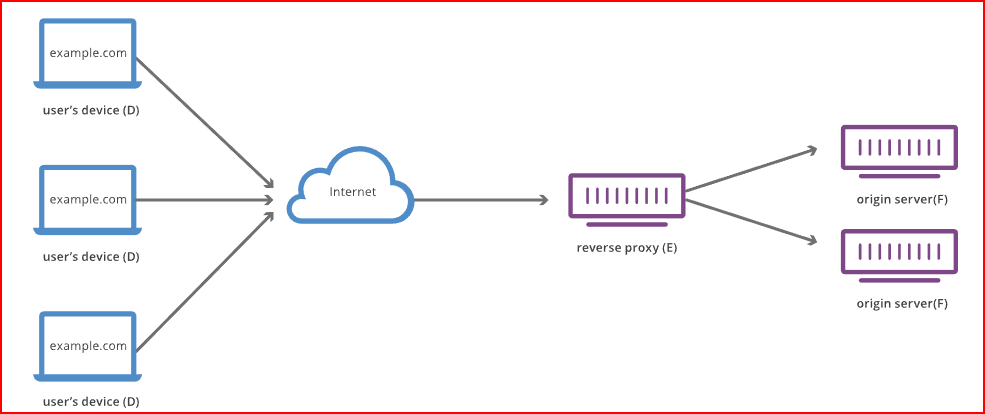 example.com
user's device (D)
example.com
user's device (D)
example.com
user's device (D)
Internet
reverse proxy (E)
origin server(F)
origin server(F)